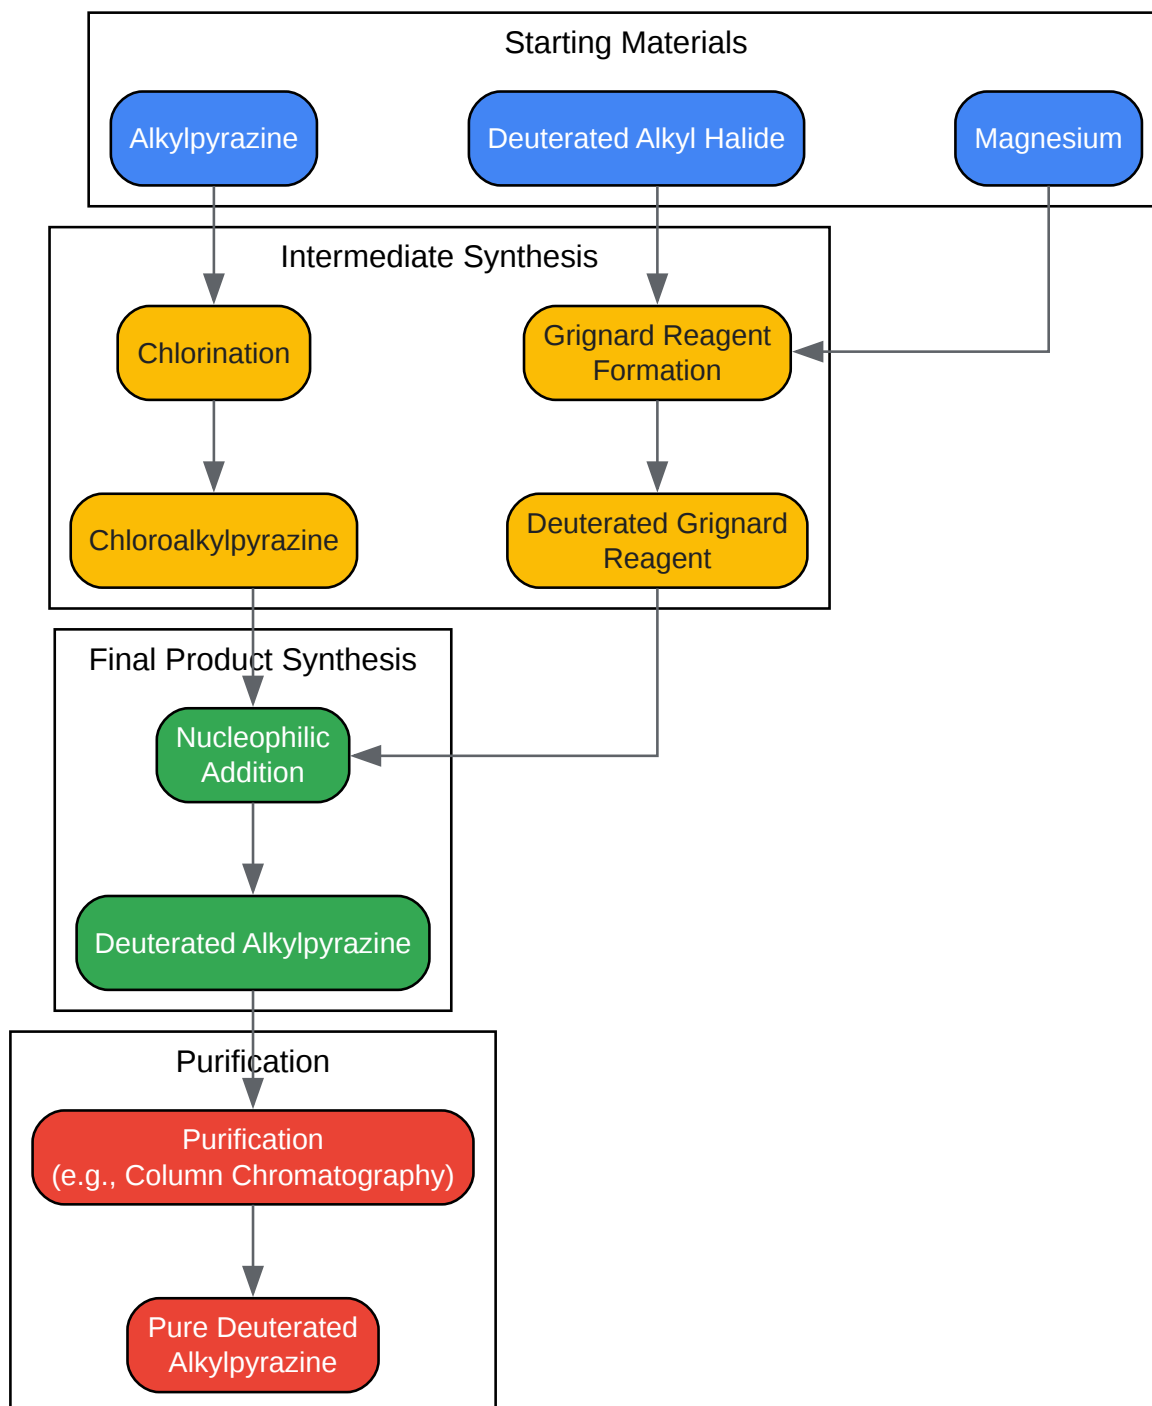 Starting Materials
Alkylpyrazine
Deuterated Alkyl Halide
Magnesium
Intermediate Synthesis
Chlorination
Grignard Reagent
Formation
Chloroalkylpyrazine
Deuterated Grignard
Reagent
Final Product Synthesis
Nucleophilic
Addition
Deuterated Alkylpyrazine
Purification
Purification
(e.g., Column Chromatography)
Pure Deuterated
Alkylpyrazine